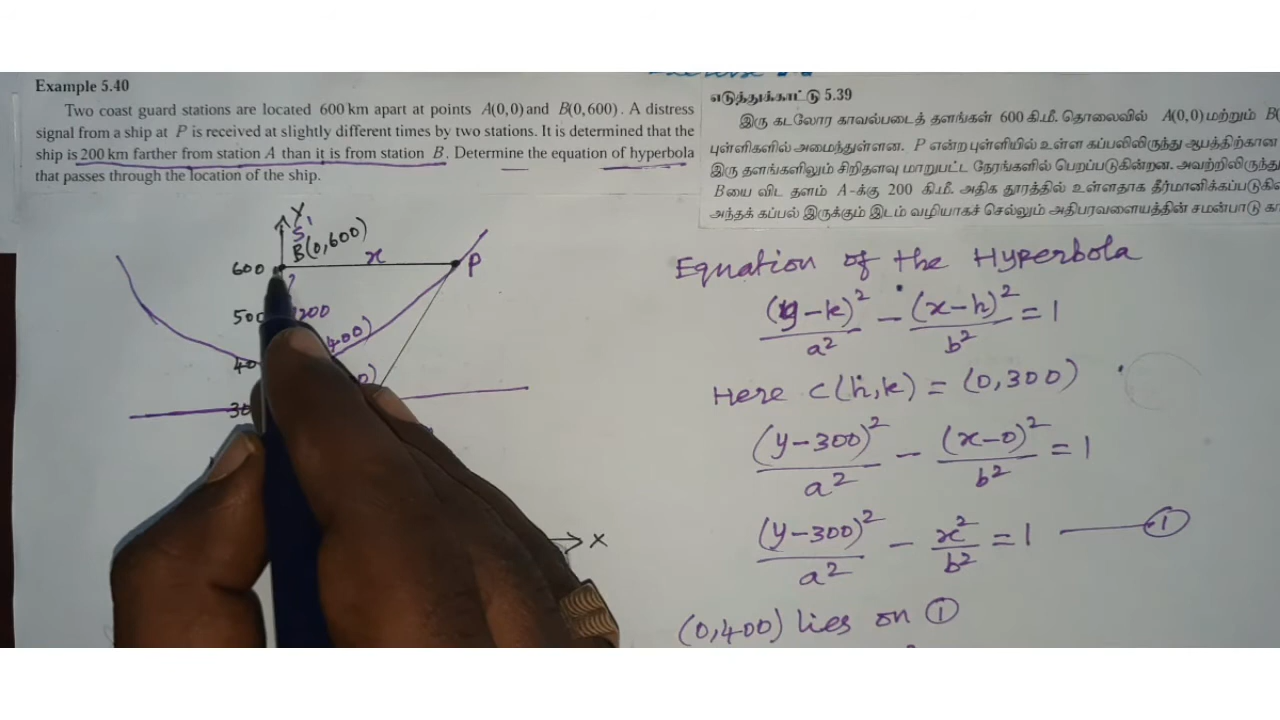 Example 5.40
Two coast guard stations are located 600 km apart at points A(0,0) and B(0,600). A distress
signal from a ship at P is received at slightly different times by two stations. It is determined that the
ship is 200 km farther from station A than it is from station B. Determine the equation of hyperbola
that passes through the location of the ship.
எடுத்துக்காட்டு 5.39
இரு கடலோர காவல்படைத் தளங்கள் 600 கி.மீ. தொலைவில் A(0,0) மற்றும் B(
புள்ளிகளில் அமைந்துள்ளன. P என்ற புள்ளியில் உள்ள கப்பலிலிருந்து ஆபத்திற்கான
இரு தளங்களிலும் சிறிதளவு மாறுபட்ட நேரங்களில் பெறப்படுகின்றன. அவற்றிலிருந்து
B யை விட தளம் A-க்கு 200 கி.மீ. அதிக தூரத்தில் உள்ளதாக தீர்மானிக்கப்படுகி
அந்தக் கப்பல் இருக்கும் இடம் வழியாகச் செல்லும் அதிபரவளையத்தின் சமன்பாடு கா
Y
S'
B(0,600)
600
x
P
500
200
400)
40
30
X
Equation of the Hyperbola
(y-k)²/a² - (x-h)²/b² = 1
Here C(h,k) = (0,300)
(y-300)²/a² - (x-0)²/b² = 1
(y-300)²/a² - x²/b² = 1 —— ①
(0,400) lies on ①